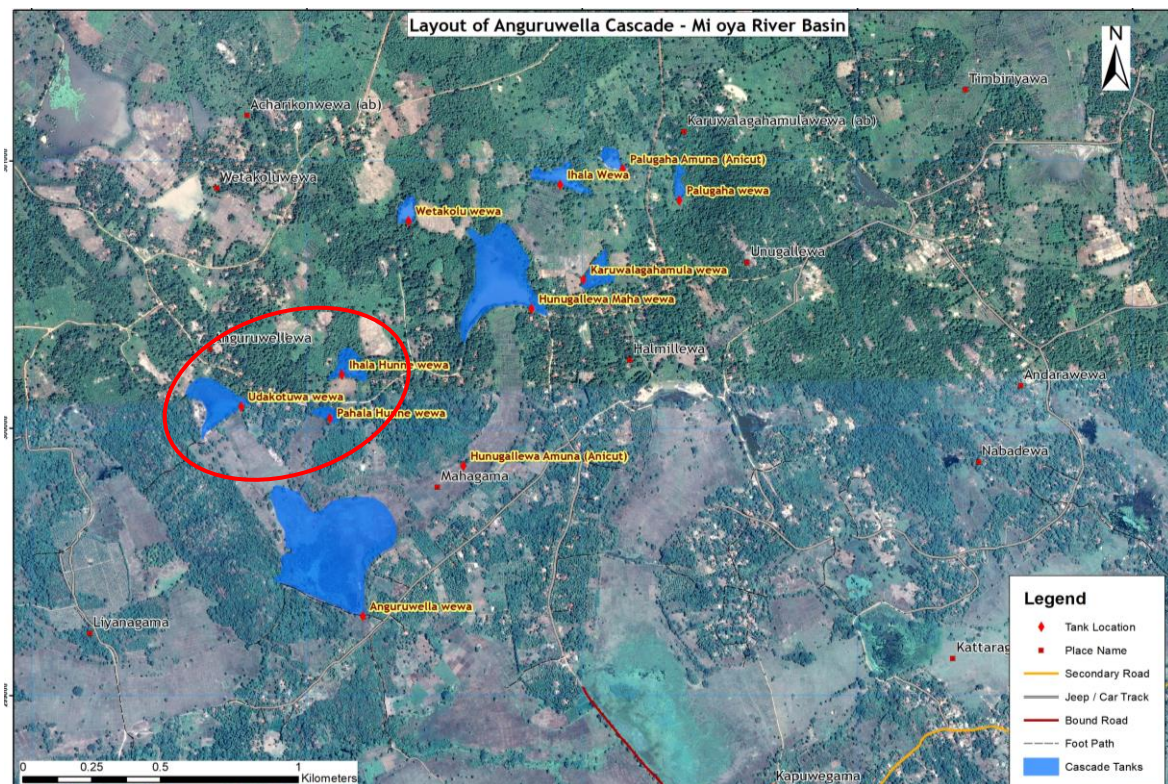 Layout of Anguruwella Cascade - Mi oya River Basin
N
Timbiriyawa
Acharikonwewa (ab)
Karuwalagahamulawewa (ab)
Palugaha Amuna (Anicut)
Ihala Wewa
Wetakoluwewa
Palugaha wewa
Wetakolu wewa
Unugallewa
Karuwalagahamula wewa
Hunugallewa Maha wewa
nguruwellewa
Halmillewa
Ihala Hunne wewa
Andarawewa
Udakotuwa wewa
Pahala Hunne wewa
Hunugallewa Amuna (Anicut)
Nabadewa
Mahagama
Anguruwella wewa
Liyanagama
Kattarag
Kapuwegama
Legend
Tank Location
Place Name
Secondary Road
Jeep / Car Track
Bound Road
Foot Path
Cascade Tanks
0 0.25 0.5 1
Kilometers